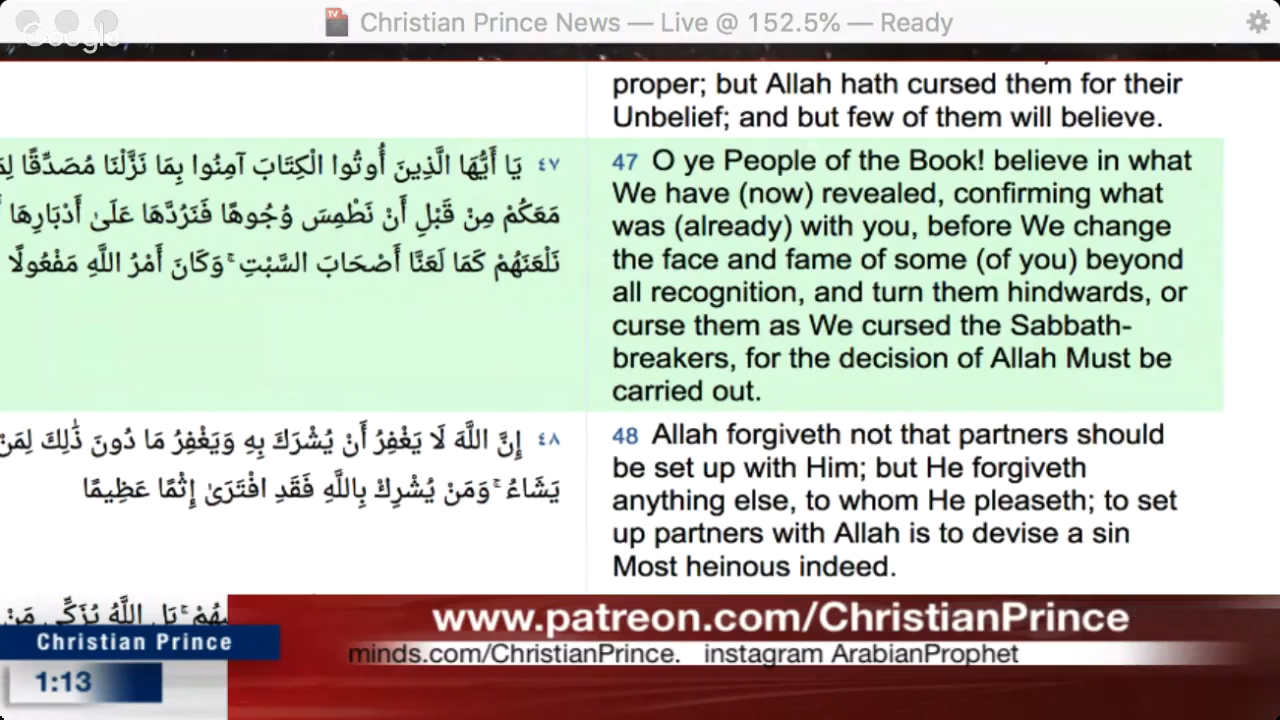 Google
Christian Prince News — Live @ 152.5% — Ready
proper; but Allah hath cursed them for their
Unbelief; and but few of them will believe.
٤٧ يَا أَيُّهَا الَّذِينَ أُوتُوا الْكِتَابَ آمِنُوا بِمَا نَزَّلْنَا مُصَدِّقًا
مَعَكُمْ مِنْ قَبْلِ أَنْ نَطْمِسَ وُجُوهًا فَنَرُدَّهَا عَلَىٰ أَدْبَارِهَا
نَلْعَنَهُمْ كَمَا لَعَنَّا أَصْحَابَ السَّبْتِ ۚ وَكَانَ أَمْرُ اللَّهِ مَفْعُولًا
47 O ye People of the Book! believe in what
We have (now) revealed, confirming what
was (already) with you, before We change
the face and fame of some (of you) beyond
all recognition, and turn them hindwards, or
curse them as We cursed the Sabbath-
breakers, for the decision of Allah Must be
carried out.
٤٨ إِنَّ اللَّهَ لَا يَغْفِرُ أَنْ يُشْرَكَ بِهِ وَيَغْفِرُ مَا دُونَ ذَٰلِكَ لِمَنْ
يَشَاءُ ۚ وَمَنْ يُشْرِكْ بِاللَّهِ فَقَدِ افْتَرَىٰ إِثْمًا عَظِيمًا
48 Allah forgiveth not that partners should
be set up with Him; but He forgiveth
anything else, to whom He pleaseth; to set
up partners with Allah is to devise a sin
Most heinous indeed.
بَلِ اللَّهُ يُزَكِّي مَنْ
www.patreon.com/ChristianPrince
Christian Prince
minds.com/ChristianPrince. instagram ArabianProphet
1:13